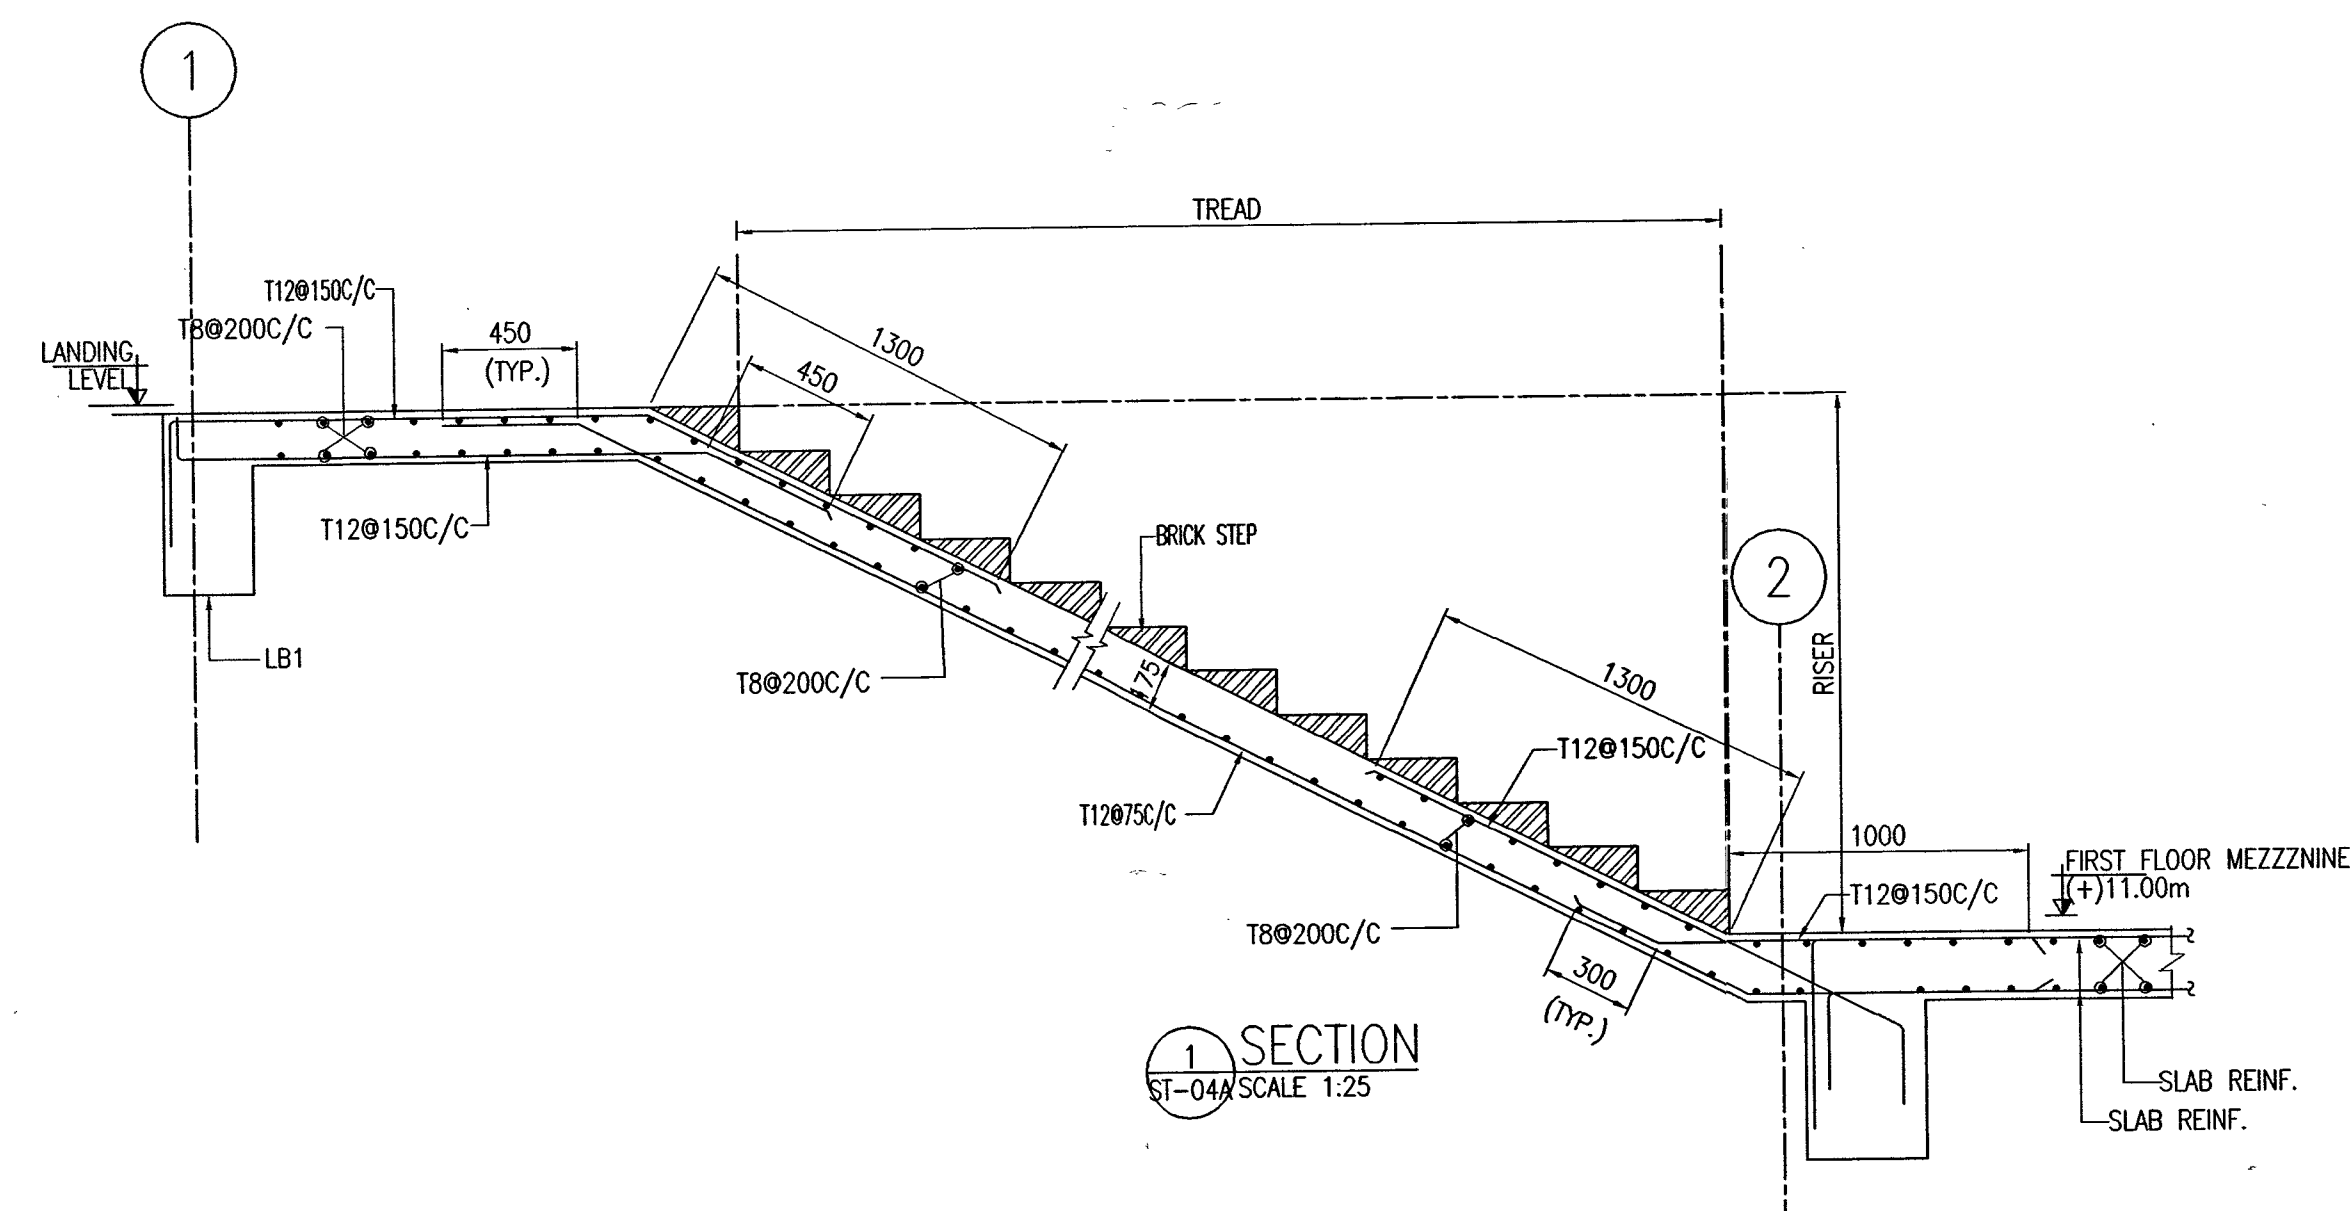 1
TREAD
T12@150C/C
T8@200C/C
450
(TYP.)
1300
450
LANDING
LEVEL
T12@150C/C
BRICK STEP
2
LB1
T8@200C/C
175
1300
RISER
T12@150C/C
T12@75C/C
1000
FIRST FLOOR MEZZZNINE
(+)11.00m
T12@150C/C
T8@200C/C
300
(TYP.)
1
SECTION
ST-04A
SCALE 1:25
SLAB REINF.
SLAB REINF.